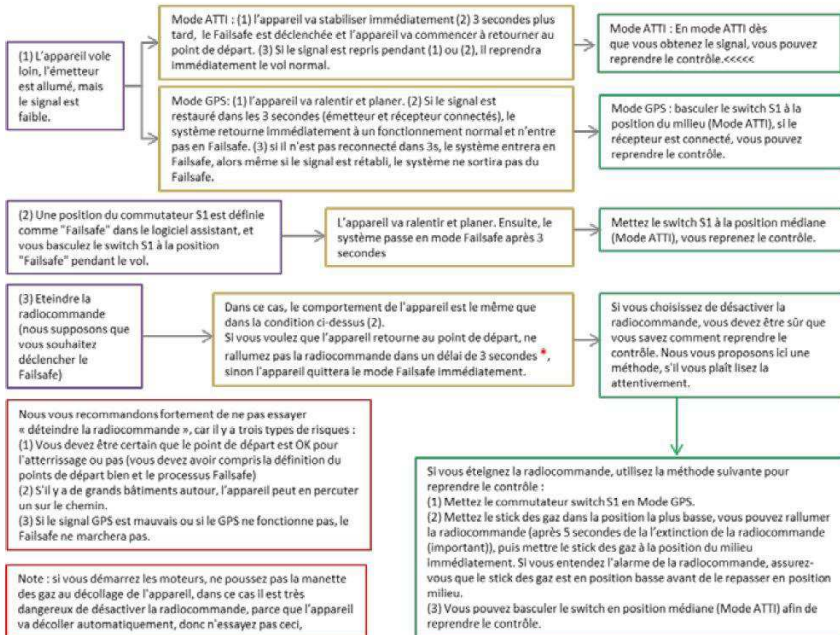 (1) L'appareil vole
loin, l'émetteur
est allumé, mais
le signal est
faible.
Mode ATTI : (1) l'appareil va stabiliser immédiatement (2) 3 secondes plus
tard, le Failsafe est déclenchée et l'appareil va commencer à retourner au
point de départ. (3) Si le signal est repris pendant (1) ou (2), il reprendra
immédiatement le vol normal.
Mode ATTI : En mode ATTI dès
que vous obtenez le signal, vous pouvez
reprendre le contrôle.<<<<<
Mode GPS: (1) l'appareil va ralentir et planer. (2) Si le signal est
restauré dans les 3 secondes (émetteur et récepteur connectés), le
système retourne immédiatement à un fonctionnement normal et n'entre
pas en Failsafe. (3) si il n'est pas reconnecté dans 3s, le système entrera en
Failsafe, alors même si le signal est rétabli, le système ne sortira pas du
Failsafe.
Mode GPS : basculer le switch S1 à la
position du milieu (Mode ATTI), si le
récepteur est connecté, vous pouvez
reprendre le contrôle.
(2) Une position du commutateur S1 est définie
comme "Failsafe" dans le logiciel assistant, et
vous basculez le switch S1 à la position
"Failsafe" pendant le vol.
L'appareil va ralentir et planer. Ensuite, le
système passe en mode Failsafe après 3
secondes
Mettez le switch S1 à la position médiane
(Mode ATTI), vous reprenez le contrôle.
(3) Eteindre la
radiocommande
(nous supposons que
vous souhaitez
déclencher le
Failsafe)
Dans ce cas, le comportement de l'appareil est le même que
dans la condition ci-dessus (2).
Si vous voulez que l'appareil retourne au point de départ, ne
rallumez pas la radiocommande dans un délai de 3 secondes *,
sinon l'appareil quittera le mode Failsafe immédiatement.
Si vous choisissez de désactiver la
radiocommande, vous devez être sûr que
vous savez comment reprendre le
contrôle. Nous vous proposons ici une
méthode, s'il vous plaît lisez la
attentivement.
Nous vous recommandons fortement de ne pas essayer
« déteindre la radiocommande », car il y a trois types de risques :
(1) Vous devez être certain que le point de départ est OK pour
l'atterrissage ou pas (vous devez avoir compris la définition du
points de départ bien et le processus Failsafe)
(2) S'il y a de grands bâtiments autour, l'appareil peut en percuter
un sur le chemin.
(3) Si le signal GPS est mauvais ou si le GPS ne fonctionne pas, le
Failsafe ne marchera pas.
Note : si vous démarrez les moteurs, ne poussez pas la manette
des gaz au décollage de l'appareil, dans ce cas il est très
dangereux de désactiver la radiocommande, parce que l'appareil
va décoller automatiquement, donc n'essayez pas ceci,
Si vous éteignez la radiocommande, utilisez la méthode suivante pour
reprendre le contrôle :
(1) Mettez le commutateur switch S1 en Mode GPS.
(2) Mettez le stick des gaz dans la position la plus basse, vous pouvez rallumer
la radiocommande (après 5 secondes de la l'extinction de la radiocommande
(important)), puis mettre le stick des gaz à la position du milieu
immédiatement. Si vous entendez l'alarme de la radiocommande, assurez-
vous que le stick des gaz est en position basse avant de le repasser en position
milieu.
(3) Vous pouvez basculer le switch en position médiane (Mode ATTI) afin de
reprendre le contrôle.